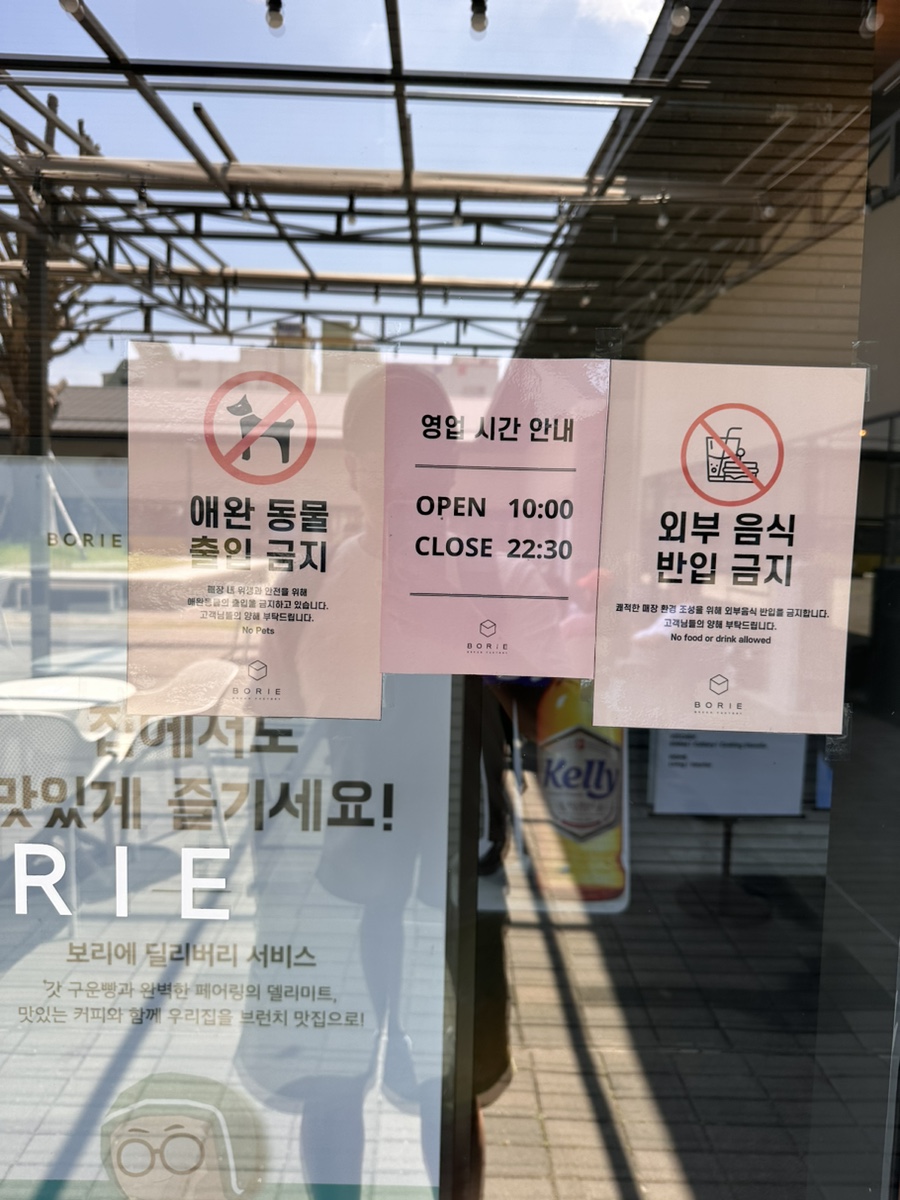 애완 동물
출입 금지
매장 내 위생과 안전을 위해
애완동물의 출입을 금지하고 있습니다.
고객님들의 양해 부탁드립니다.
No Pets
BORIE
영업 시간 안내
OPEN 10:00
CLOSE 22:30
BORIE
외부 음식
반입 금지
쾌적한 매장 환경 조성을 위해 외부음식 반입를 금지합니다.
고객님들의 양해 부탁드립니다.
No food or drink allowed
BORIE
BORIE
집에서도
맛있게 즐기세요!
RIE
보리에 딜리버리 서비스
갓 구운빵과 완벽한 페어링의 델리미트,
맛있는 커피와 함께 우리집을 브런치 맛집으로!
Kelly